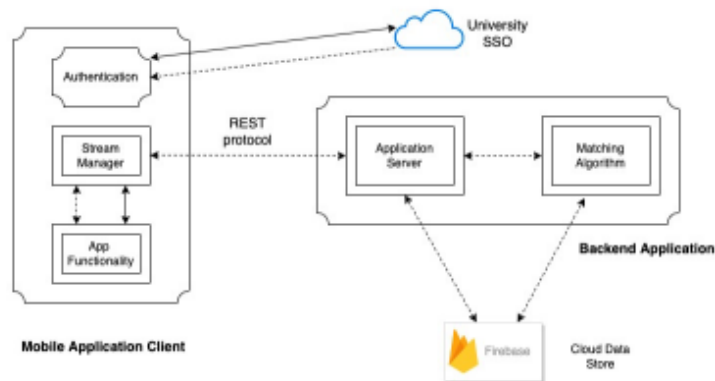 University
SSO
Authentication
REST
protocol
Stream
Manager
Application
Server
Matching
Algorithm
App
Functionality
Backend Application
Mobile Application Client
Firebase
Cloud Data
Store